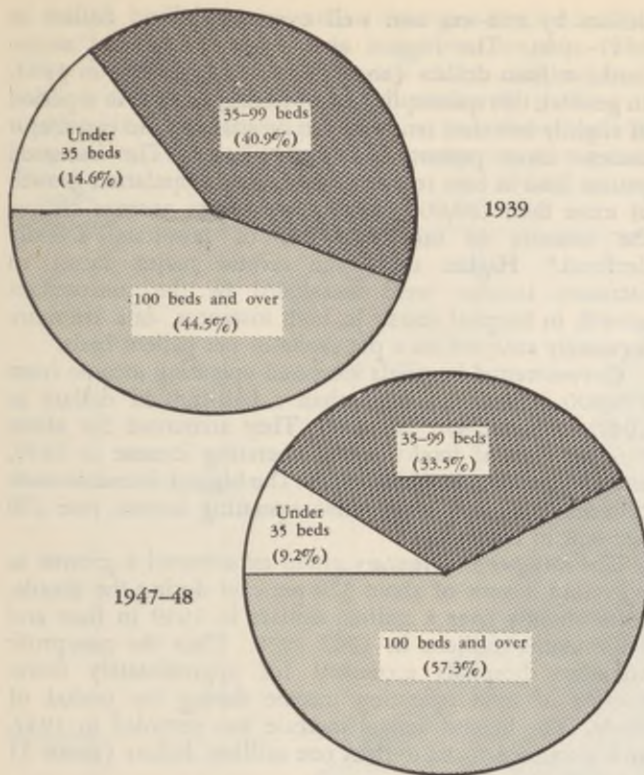 35–99 beds
(40.9%)
Under
35 beds
(14.6%)
1939
100 beds and over
(44.5%)
35–99 beds
(33.5%)
Under
35 beds
(9.2%)
1947–48
100 beds and over
(57.3%)